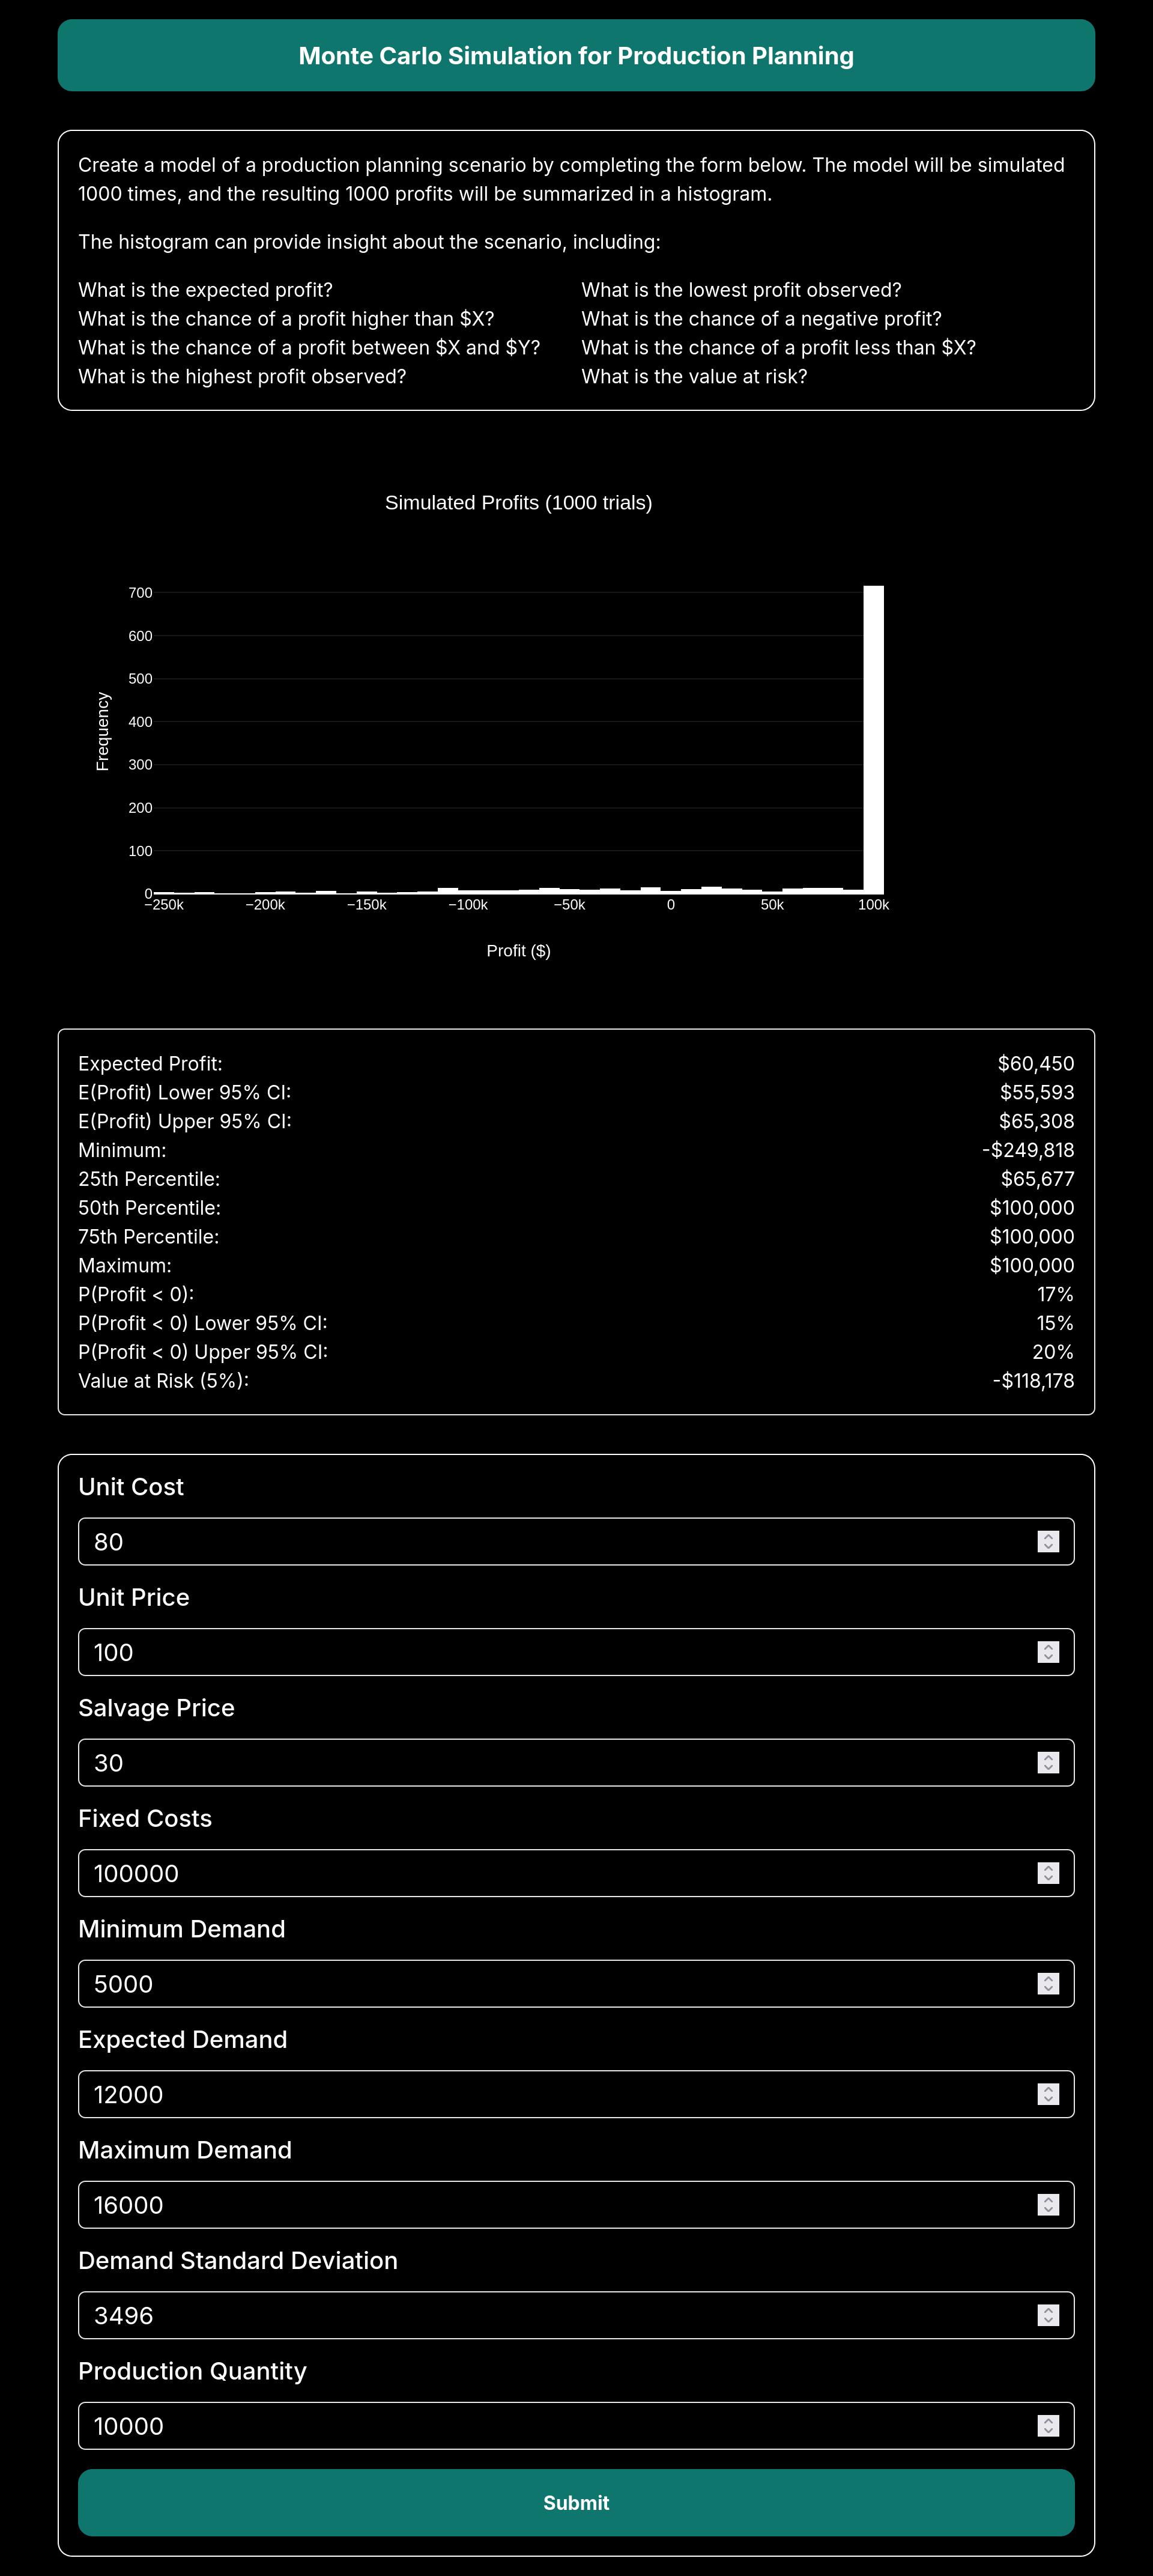 Monte Carlo Simulation for Production Planning
Create a model of a production planning scenario by completing the form below. The model will be simulated
1000 times, and the resulting 1000 profits will be summarized in a histogram.
The histogram can provide insight about the scenario, including:
What is the expected profit?
What is the chance of a profit higher than $X?
What is the chance of a profit between $X and $Y?
What is the highest profit observed?
What is the lowest profit observed?
What is the chance of a negative profit?
What is the chance of a profit less than $X?
What is the value at risk?
Simulated Profits (1000 trials)
Frequency
700
600
500
400
300
200
100
0
−250k −200k −150k −100k −50k 0 50k 100k
Profit ($)
Expected Profit: $60,450
E(Profit) Lower 95% CI: $55,593
E(Profit) Upper 95% CI: $65,308
Minimum: -$249,818
25th Percentile: $65,677
50th Percentile: $100,000
75th Percentile: $100,000
Maximum: $100,000
P(Profit < 0): 17%
P(Profit < 0) Lower 95% CI: 15%
P(Profit < 0) Upper 95% CI: 20%
Value at Risk (5%): -$118,178
Unit Cost
80
Unit Price
100
Salvage Price
30
Fixed Costs
100000
Minimum Demand
5000
Expected Demand
12000
Maximum Demand
16000
Demand Standard Deviation
3496
Production Quantity
10000
Submit